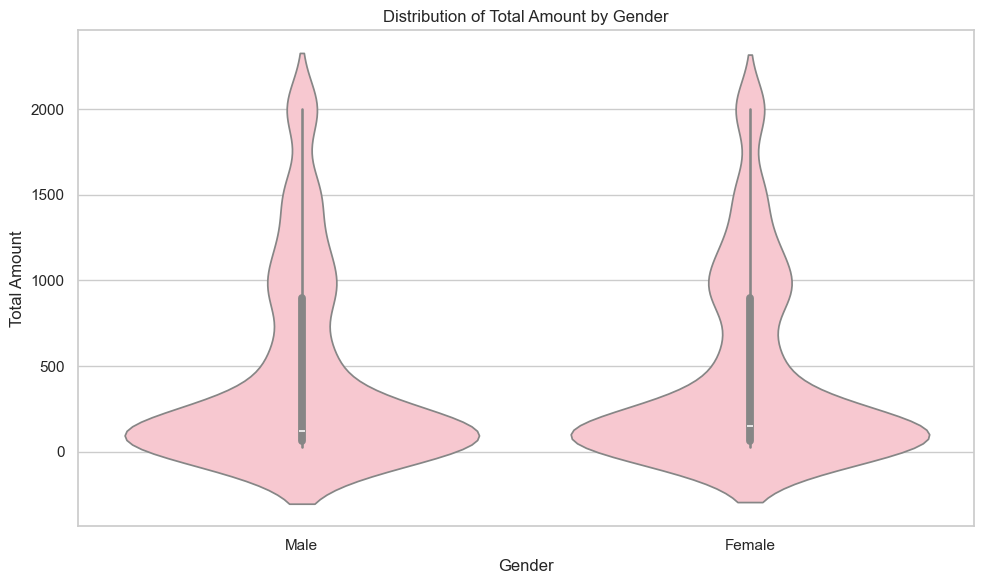 Distribution of Total Amount by Gender
2000
1500
1000
500
0
Total Amount
Male
Female
Gender